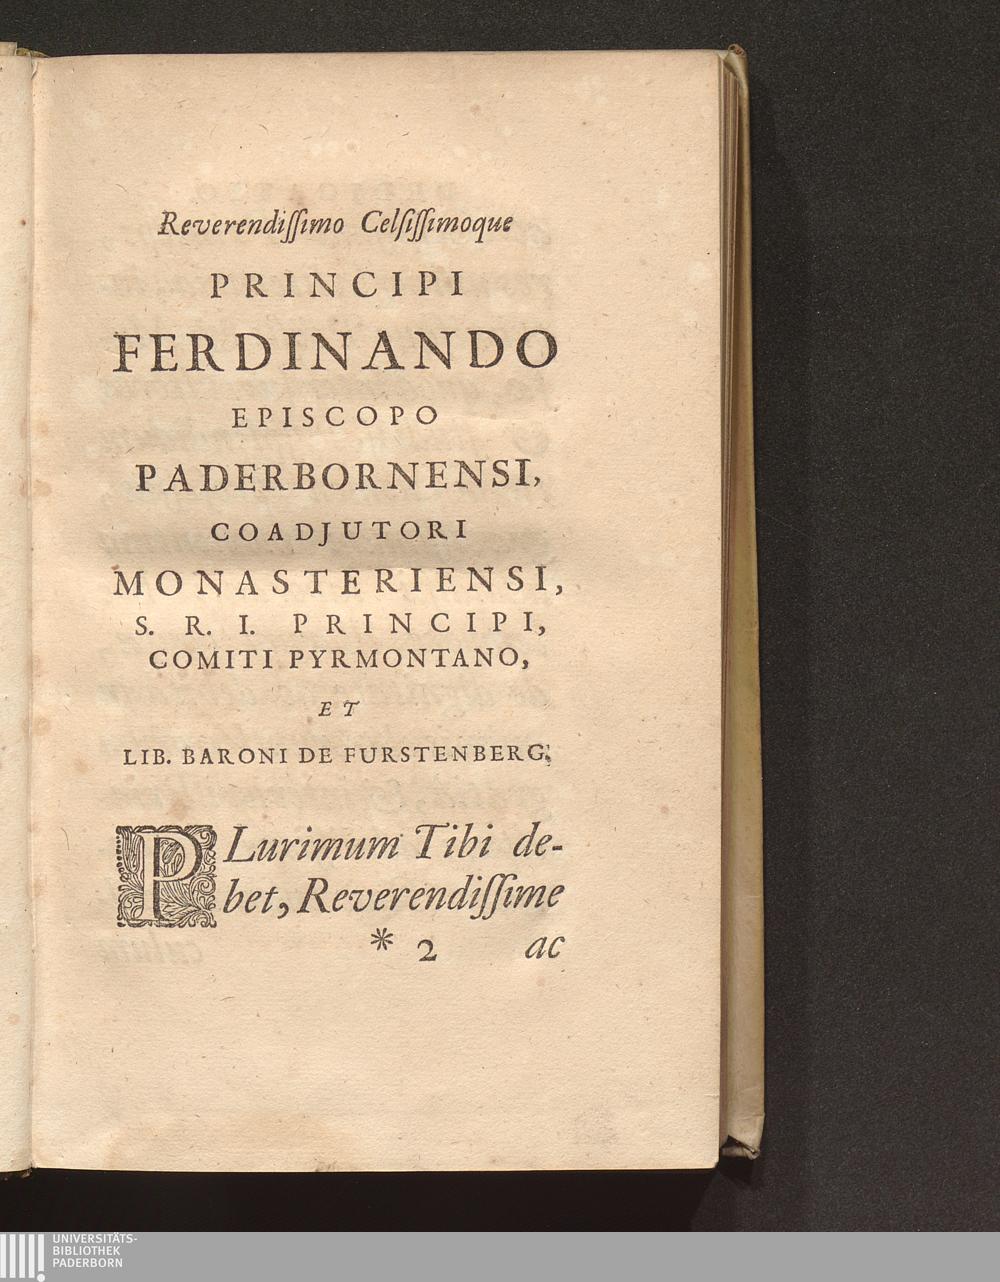 Reverendiſſimo Celſiſſimoque
PRINCIPI
FERDINANDO
EPISCOPO
PADERBORNENSI,
COADJUTORI
MONASTERIENSI,
S. R. I. PRINCIPI,
COMITI PYRMONTANO,
ET
LIB. BARONI DE FURSTENBERG.
PLurimum Tibi de-
bet, Reverendiſſime
* 2 ac
UNIVERSITÄTS-
BIBLIOTHEK
PADERBORN